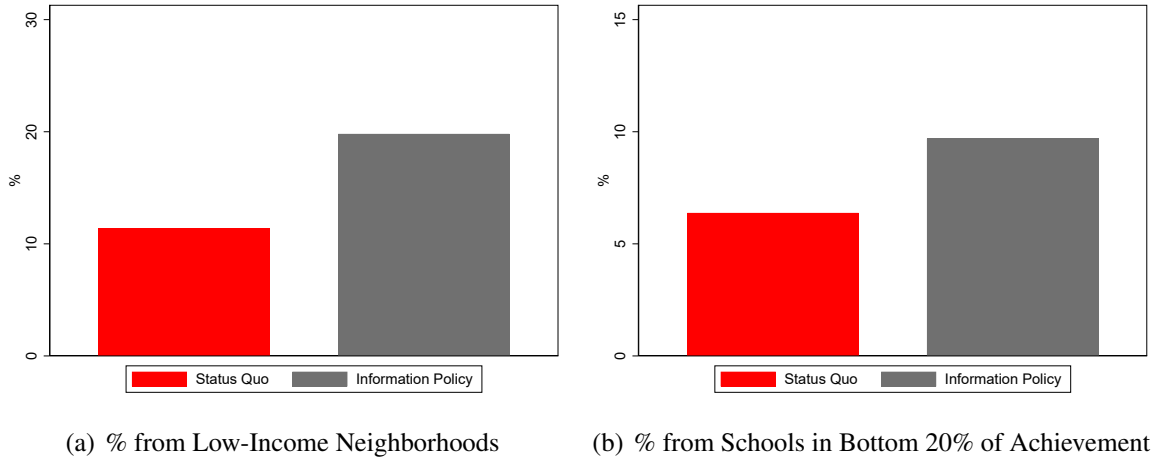 30
20
10
0
%
Status Quo Information Policy
(a) % from Low-Income Neighborhoods
15
10
5
0
%
Status Quo Information Policy
(b) % from Schools in Bottom 20% of Achievement